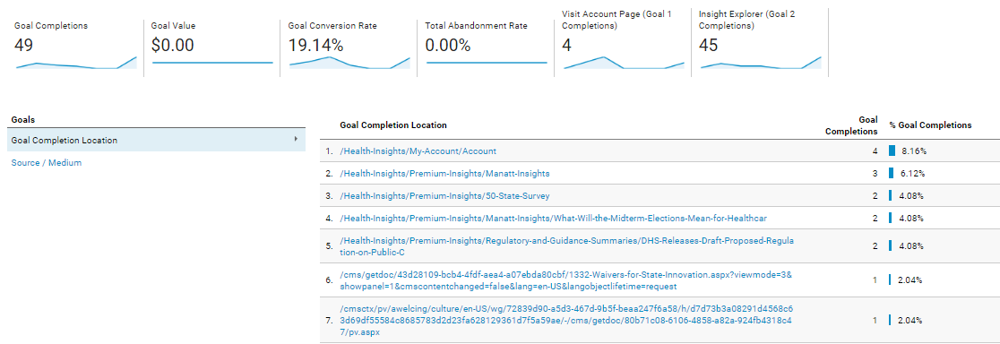 Goal Completions
49
Goal Value
$0.00
Goal Conversion Rate
19.14%
Total Abandonment Rate
0.00%
Visit Account Page (Goal 1
Completions)
4
Insight Explorer (Goal 2
Completions)
45
Goals
Goal Completion Location
Source / Medium
Goal Completion Location
Goal
Completions
% Goal Completions
1. /Health-Insights/My-Account/Account 4 8.16%
2. /Health-Insights/Premium-Insights/Manatt-Insights 3 6.12%
3. /Health-Insights/Premium-Insights/50-State-Survey 2 4.08%
4. /Health-Insights/Premium-Insights/Manatt-Insights/What-Will-the-Midterm-Elections-Mean-for-Healthcar 2 4.08%
5. /Health-Insights/Premium-Insights/Regulatory-and-Guidance-Summaries/DHS-Releases-Draft-Proposed-Regula
tion-on-Public-C 2 4.08%
6. /cms/getdoc/43d28109-bcb4-4fdf-aea4-a07ebda80cbf/1332-Waivers-for-State-Innovation.aspx?viewmode=3&
showpanel=1&cmscontentchanged=false&lang=en-US&langobjectlifetime=request 1 2.04%
7. /cmsctx/pv/awelcing/culture/en-US/wg/72839d90-a5d3-467d-9b5f-beaa247f6a58/h/d7d73b3a08291d4568c6
3d69df55584c8685783d2d23fa628129361d7f5a59ae/-/cms/getdoc/80b71c08-6106-4858-a82a-924fb4318c4
7/pv.aspx 1 2.04%